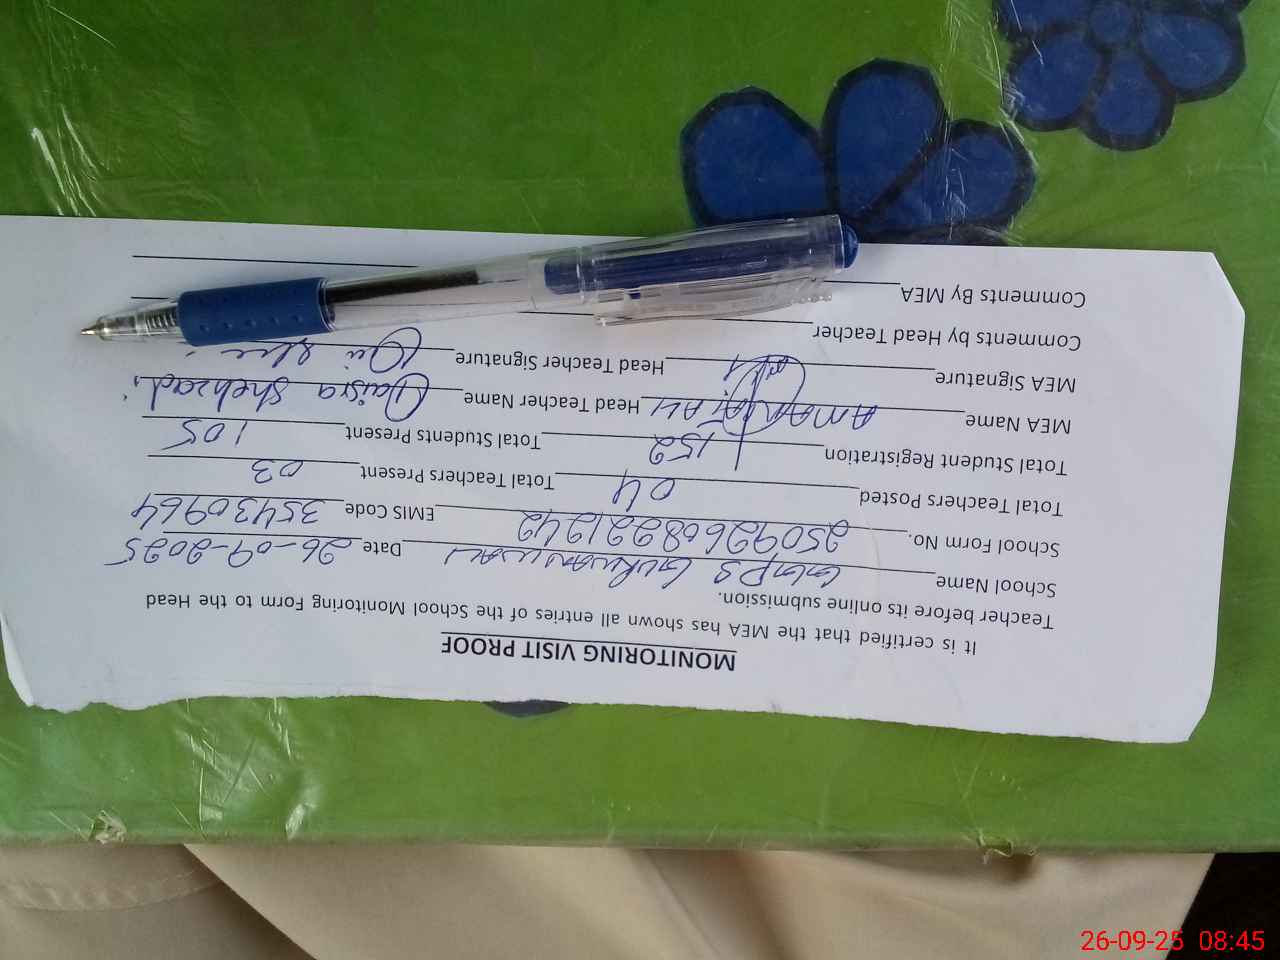 MONITORING VISIT PROOF
It is certified that the MEA has shown all entries of the School Monitoring Form to the Head
Teacher before its online submission.
School Name GGPS Date 26-09-2025
School Form No. 25092608221242 EMIS Code 35430964
Total Teachers Posted 04 Total Teachers Present 03
Total Student Registration 152 Total Students Present 105
MEA Name AMANAT ALI Head Teacher Name Qaisra Shehzadi
MEA Signature Head Teacher Signature
Comments by Head Teacher
Comments By MEA
26-09-25 08:45